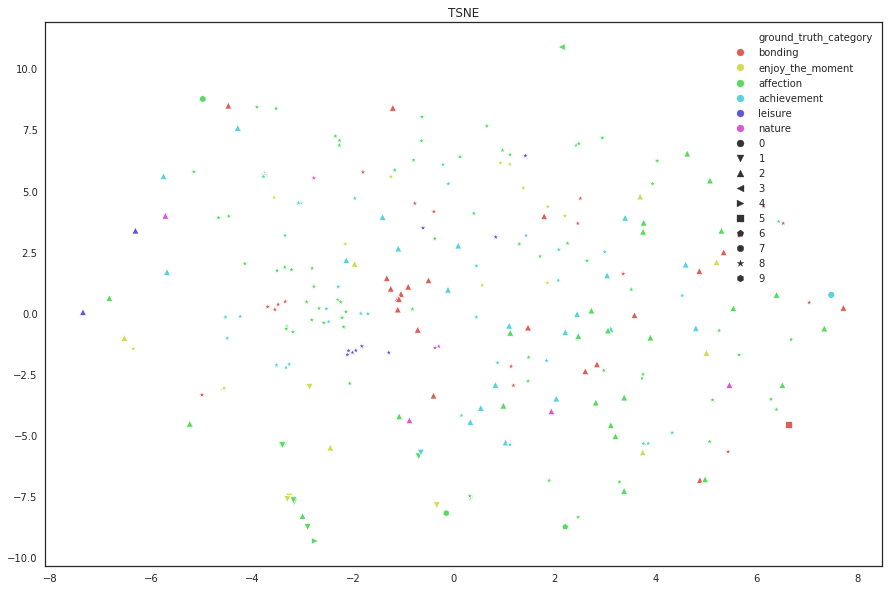 TSNE
ground_truth_category
bonding
enjoy_the_moment
affection
achievement
leisure
nature
0
1
2
3
4
5
6
7
8
9
10.0
7.5
5.0
2.5
0.0
−2.5
−5.0
−7.5
−10.0
−8 −6 −4 −2 0 2 4 6 8